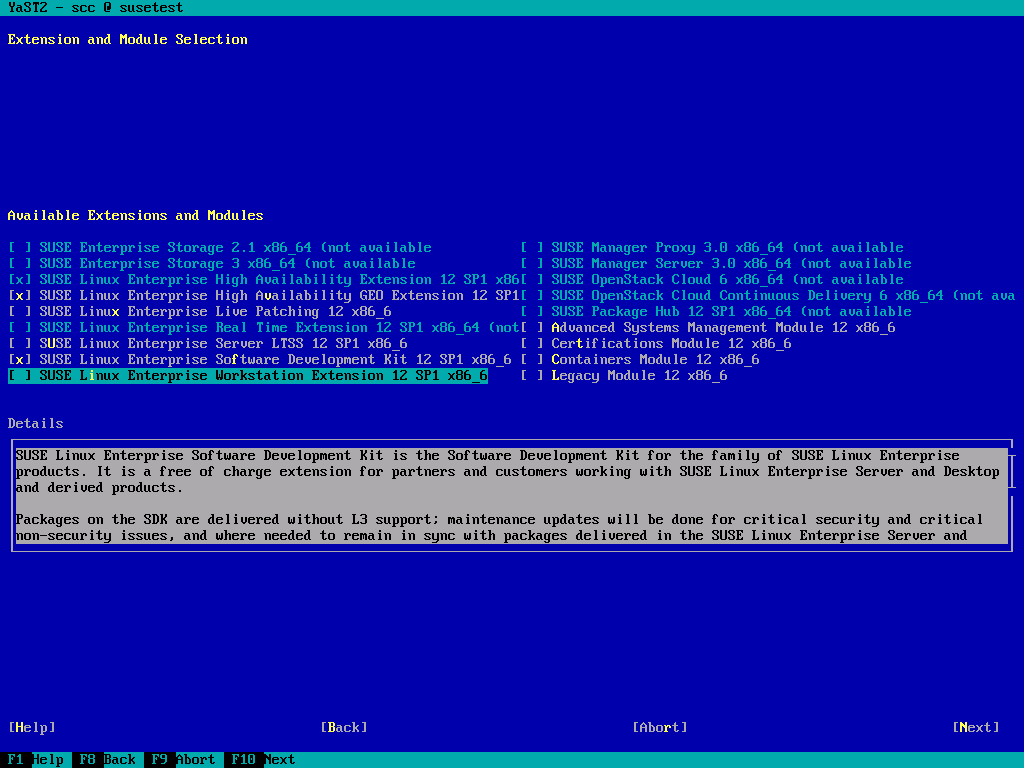 YaST2 - scc @ susetest
Extension and Module Selection
Available Extensions and Modules
[ ] SUSE Enterprise Storage 2.1 x86_64 (not available
[ ] SUSE Enterprise Storage 3 x86_64 (not available
[x] SUSE Linux Enterprise High Availability Extension 12 SP1 x86
[x] SUSE Linux Enterprise High Availability GEO Extension 12 SP1
[ ] SUSE Linux Enterprise Live Patching 12 x86_6
[ ] SUSE Linux Enterprise Real Time Extension 12 SP1 x86_64 (not
[ ] SUSE Linux Enterprise Server LTSS 12 SP1 x86_6
[x] SUSE Linux Enterprise Software Development Kit 12 SP1 x86_6
[ ] SUSE Linux Enterprise Workstation Extension 12 SP1 x86_6
[ ] SUSE Manager Proxy 3.0 x86_64 (not available
[ ] SUSE Manager Server 3.0 x86_64 (not available
[ ] SUSE OpenStack Cloud 6 x86_64 (not available
[ ] SUSE OpenStack Cloud Continuous Delivery 6 x86_64 (not ava
[ ] SUSE Package Hub 12 SP1 x86_64 (not available
[ ] Advanced Systems Management Module 12 x86_6
[ ] Certifications Module 12 x86_6
[ ] Containers Module 12 x86_6
[ ] Legacy Module 12 x86_6
Details
SUSE Linux Enterprise Software Development Kit is the Software Development Kit for the family of SUSE Linux Enterprise
products. It is a free of charge extension for partners and customers working with SUSE Linux Enterprise Server and Desktop
and derived products.
Packages on the SDK are delivered without L3 support; maintenance updates will be done for critical security and critical
non-security issues, and where needed to remain in sync with packages delivered in the SUSE Linux Enterprise Server and
[Help] [Back] [Abort] [Next]
F1 Help F8 Back F9 Abort F10 Next